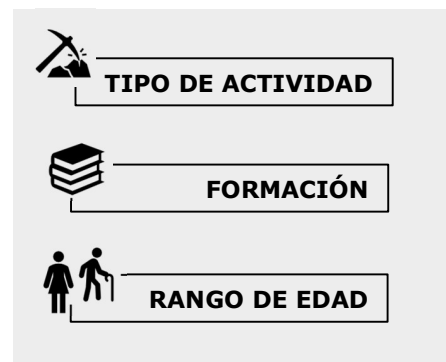 TIPO DE ACTIVIDAD
FORMACIÓN
RANGO DE EDAD